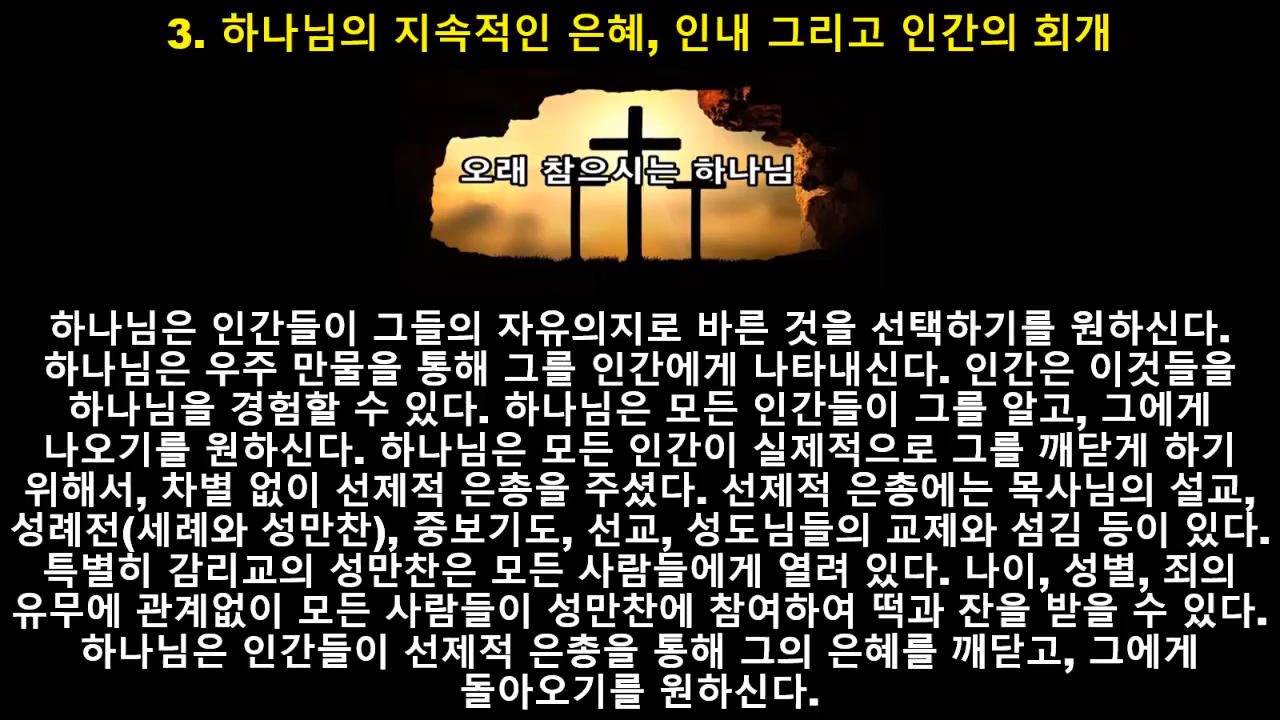 3. 하나님의 지속적인 은혜, 인내 그리고 인간의 회개
오래 참으시는 하나님
하나님은 인간들이 그들의 자유의지로 바른 것을 선택하기를 원하신다.
하나님은 우주 만물을 통해 그를 인간에게 나타내신다. 인간은 이것들을
하나님을 경험할 수 있다. 하나님은 모든 인간들이 그를 알고, 그에게
나오기를 원하신다. 하나님은 모든 인간이 실제적으로 그를 깨닫게 하기
위해서, 차별 없이 선제적 은총을 주셨다. 선제적 은총에는 목사님의 설교,
성례전(세례와 성만찬), 중보기도, 선교, 성도님들의 교제와 섬김 등이 있다.
특별히 감리교의 성만찬은 모든 사람들에게 열려 있다. 나이, 성별, 죄의
유무에 관계없이 모든 사람들이 성만찬에 참여하여 떡과 잔을 받을 수 있다.
하나님은 인간들이 선제적 은총을 통해 그의 은혜를 깨닫고, 그에게
돌아오기를 원하신다.